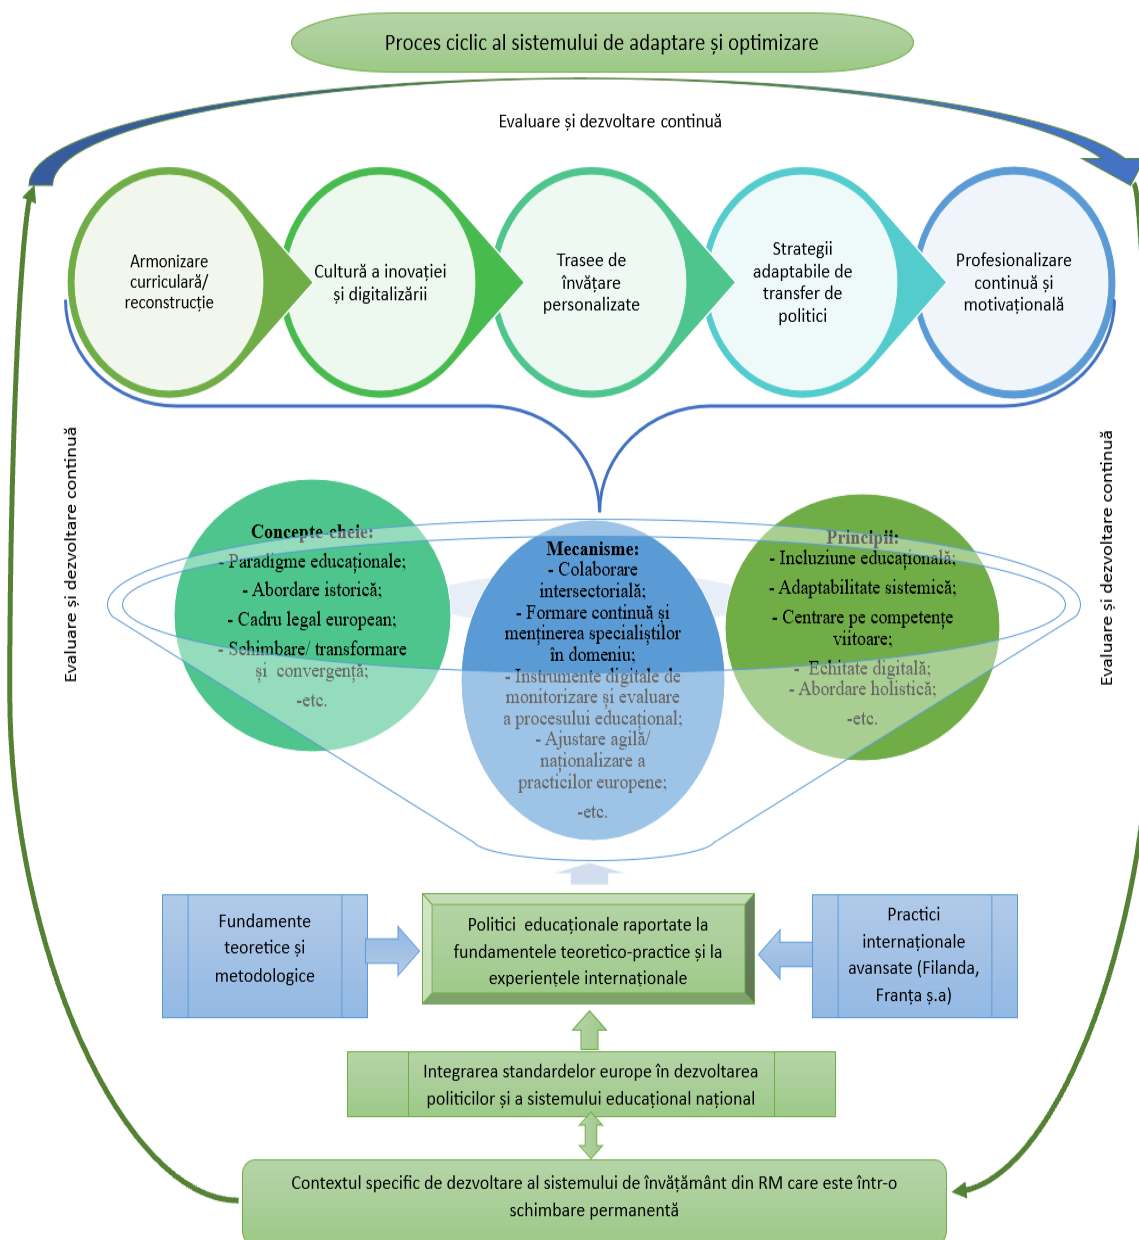 Proces ciclic al sistemului de adaptare și optimizare
Evaluare și dezvoltare continuă
Armonizare
curriculară/
reconstrucție
Cultură a inovației
și digitalizării
Trasee de
învățare
personalizate
Strategii
adaptabile de
transfer de
politici
Profesionalizare
continuă și
motivațională
Evaluare și dezvoltare continuă
Evaluare și dezvoltare continuă
Concepte-cheie:
- Paradigme educaționale;
- Abordare istorică;
- Cadru legal european;
- Schimbare/ transformare
și convergență;
-etc.
Mecanisme:
- Colaborare
intersectorială;
- Formare continuă și
menținerea specialiștilor
în domeniu;
- Instrumente digitale de
monitorizare și evaluare
a procesului educațional;
- Ajustare agilă/
naționalizare a
practicilor europene;
-etc.
Principii:
- Incluziune educațională;
- Adaptabilitate sistemică;
- Centrare pe competențe
viitoare;
- Echitate digitală;
- Abordare holistică;
-etc.
Fundamente
teoretice și
metodologice
Politici educaționale raportate la
fundamentele teoretico-practice și la
experiențele internaționale
Practici
internaționale
avansate (Filanda,
Franța ș.a)
Integrarea standardelor europe în dezvoltarea
politicilor și a sistemului educațional național
Contextul specific de dezvoltare al sistemului de învățământ din RM care este într-o
schimbare permanentă